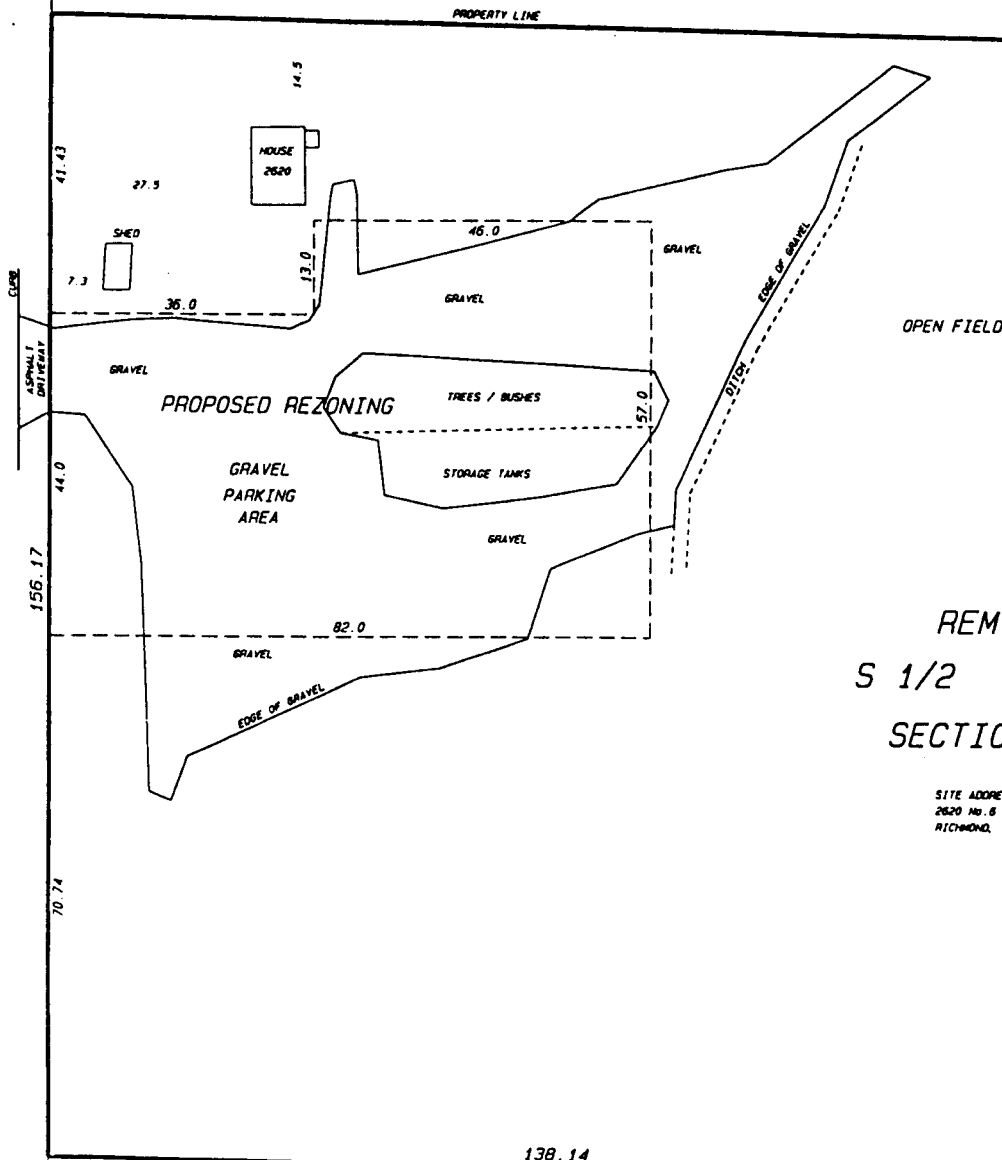 PROPERTY LINE
14.5
HOUSE
2620
41.43
27.5
SHED
7.3
CURB
36.0
13.0
46.0
GRAVEL
GRAVEL
EDGE OF GRAVEL
OPEN FIELD
ASPHALT
DRIVEWAY
GRAVEL
PROPOSED REZONING
TREES / BUSHES
57.0
DITCH
44.0
GRAVEL
PARKING
AREA
STORAGE TANKS
GRAVEL
156.17
82.0
GRAVEL
EDGE OF GRAVEL
REM
S 1/2
SECTIO
SITE ADDRE
2620 No.6
RICHMOND,
70.74
138.14